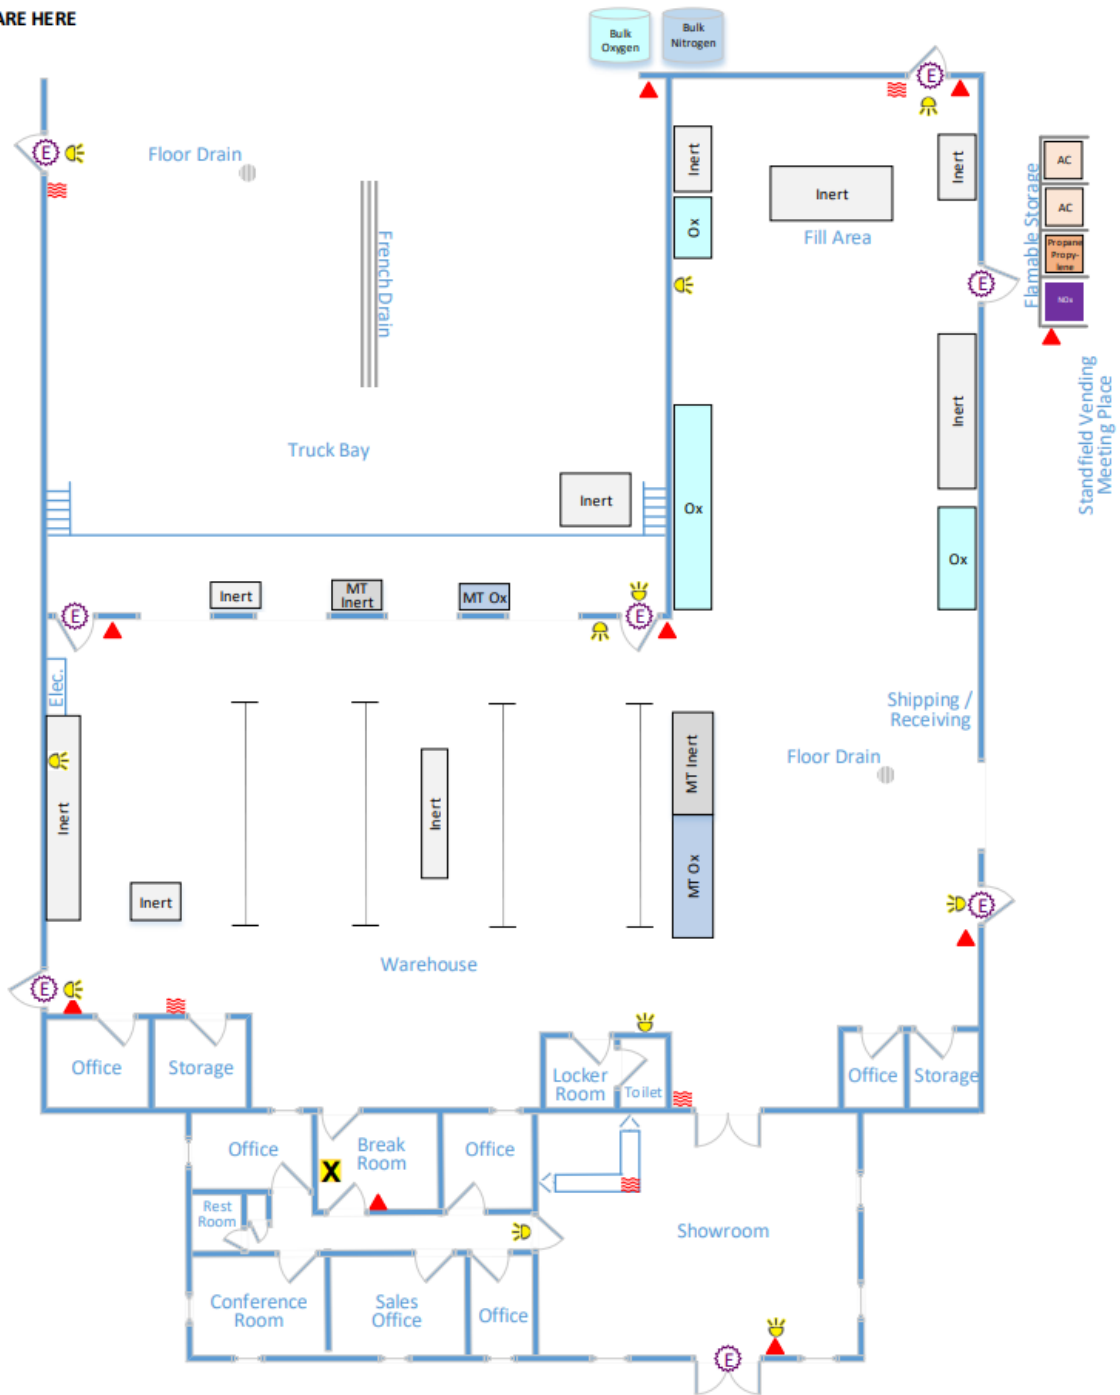 ARE HERE
Bulk
Oxygen
Bulk
Nitrogen
E
E
Floor Drain
Inert
Inert
Inert
AC
Ox
Fill Area
AC
Flamable Storage
Propane
Propy-
lene
French Drain
E
NOx
Standfield Vending
Meeting Place
Inert
Truck Bay
Inert
Ox
Ox
Inert
MT
Inert
MT Ox
E
E
Elec.
Shipping /
Receiving
MT Inert
Floor Drain
Inert
Inert
MT Ox
Inert
E
Warehouse
E
Office
Storage
Locker
Room
Toilet
Office
Storage
Office
Break
Room
Office
X
Rest
Room
Showroom
Conference
Room
Sales
Office
Office
E